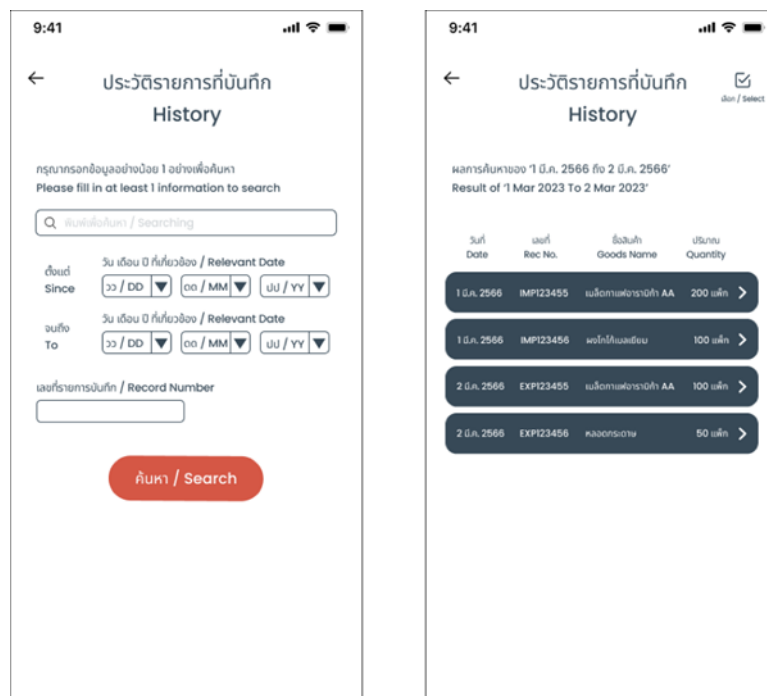 9:41
ประวัติรายการที่บันทึก
History
กรุณากรอกข้อมูลอย่างน้อย 1 อย่างเพื่อค้นหา
Please fill in at least 1 information to search
พิมพ์เพื่อค้นหา / Searching
ตั้งแต่
Since
วัน เดือน ปี ที่เกี่ยวข้อง / Relevant Date
วว / DD ดด / MM ปป / YY
จนถึง
To
วัน เดือน ปี ที่เกี่ยวข้อง / Relevant Date
วว / DD ดด / MM ปป / YY
เลขที่รายการบันทึก / Record Number
ค้นหา / Search
9:41
ประวัติรายการที่บันทึก
History
เลือก / Select
ผลการค้นหาของ '1 มี.ค. 2566 ถึง 2 มี.ค. 2566'
Result of '1 Mar 2023 To 2 Mar 2023'
วันที่ เลขที่ ชื่อสินค้า ปริมาณ
Date Rec No. Goods Name Quantity
1 มี.ค. 2566 IMP123455 เมล็ดกาแฟอาราบิก้า AA 200 แพ็ก
1 มี.ค. 2566 IMP123456 ผงโกโก้เบลเยียม 100 แพ็ก
2 มี.ค. 2566 EXP123455 เมล็ดกาแฟอาราบิก้า AA 100 แพ็ก
2 มี.ค. 2566 EXP123456 หลอดกระดาษ 50 แพ็ก